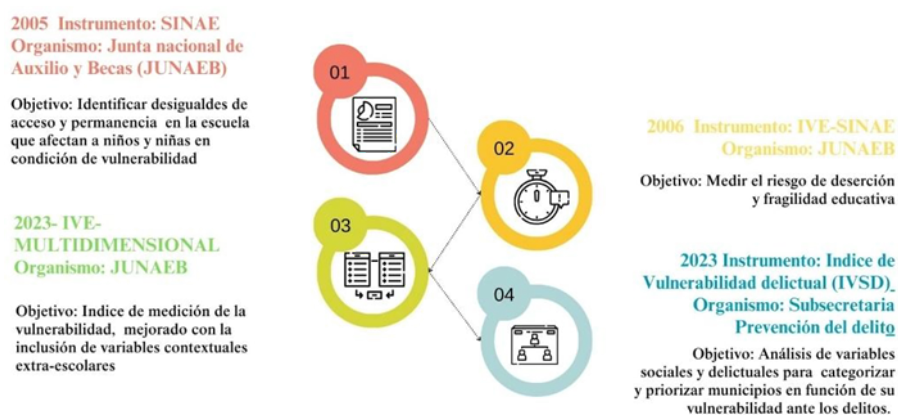 2005 Instrumento: SINAE
Organismo: Junta nacional de
Auxilio y Becas (JUNAEB)
Objetivo: Identificar desigualdes de
acceso y permanencia en la escuela
que afectan a niños y niñas en
condición de vulnerabilidad
01
02
2006 Instrumento: IVE-SINAE
Organismo: JUNAEB
Objetivo: Medir el riesgo de deserción
y fragilidad educativa
2023- IVE-
MULTIDIMENSIONAL
Organismo: JUNAEB
Objetivo: Indice de medición de la
vulnerabilidad, mejorado con la
inclusión de variables contextuales
extra-escolares
03
04
2023 Instrumento: Indice de
Vulnerabilidad delictual (IVSD)_
Organismo: Subsecretaria
Prevención del delito
Objetivo: Análisis de variables
sociales y delictuales para categorizar
y priorizar municipios en función de su
vulnerabilidad ante los delitos.